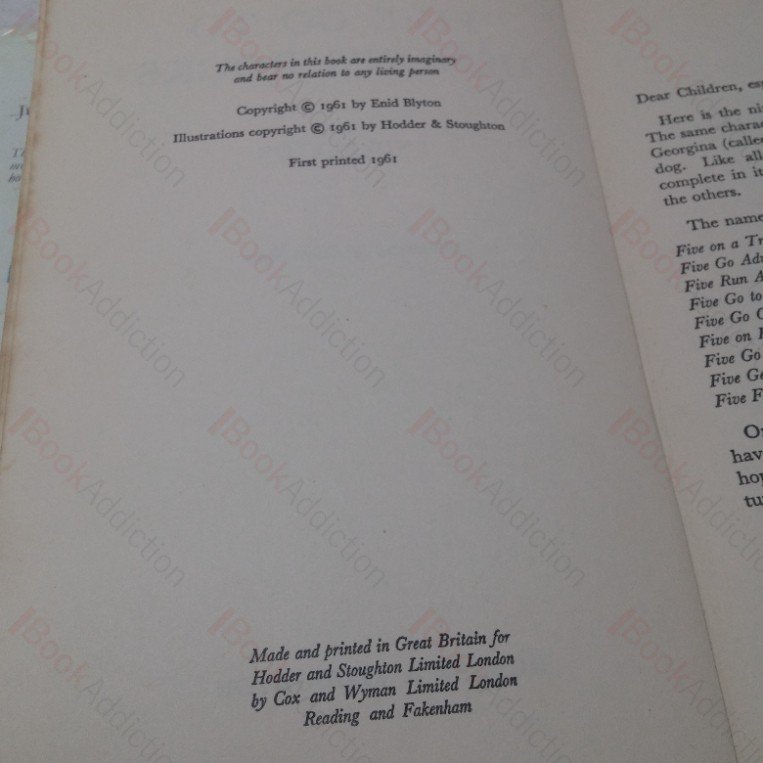 The characters in this book are entirely imaginary
and bear no relation to any living person
Copyright © 1961 by Enid Blyton
Illustrations copyright © 1961 by Hodder & Stoughton
First printed 1961
Made and printed in Great Britain for
Hodder and Stoughton Limited London
by Cox and Wyman Limited London
Reading and Fakenham
Dear Children,
Here is the
The same
Georgina
dog. Like all
complete in
the others.
The
Five on a
Five Go
Five Run
Five Go to
Five Go
Five on
Five Go
Five
Five
BookAddiction